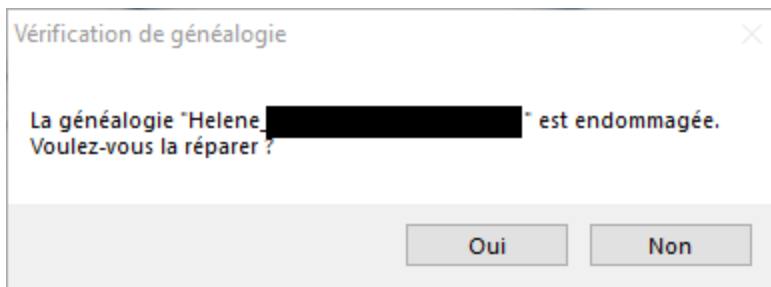 Vérification de généalogie
La généalogie "Helene_ " est endommagée.
Voulez-vous la réparer ?
Oui Non